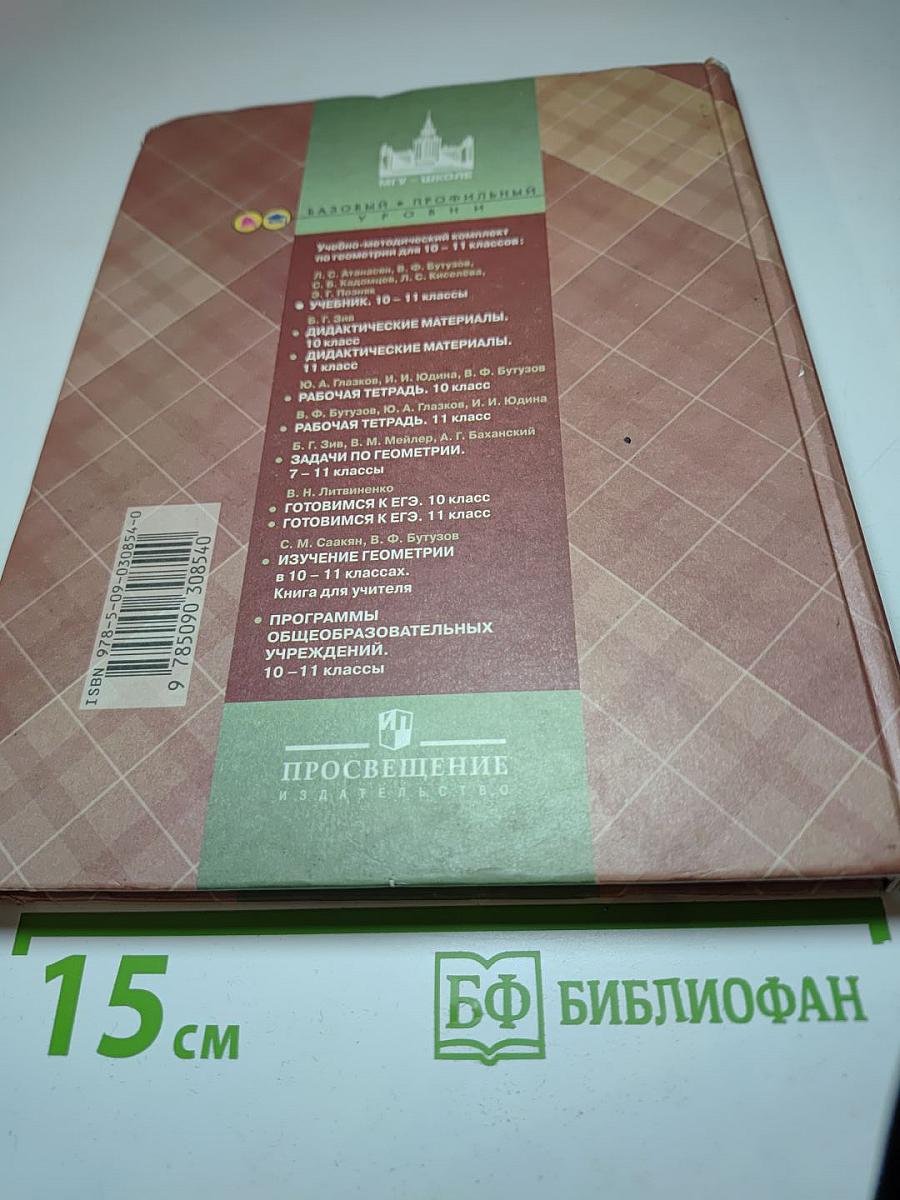 МГУ – ШКОЛЕ
БАЗОВЫЙ • ПРОФИЛЬНЫЙ
УРОВНИ
Учебно-методический комплект
по геометрии для 10 – 11 классов:
Л. С. Атанасян, В. Ф. Бутузов,
С. Б. Кадомцев, Л. С. Киселёва,
Э. Г. Позняк
• УЧЕБНИК. 10 – 11 классы
Б. Г. Зив
• ДИДАКТИЧЕСКИЕ МАТЕРИАЛЫ.
10 класс
• ДИДАКТИЧЕСКИЕ МАТЕРИАЛЫ.
11 класс
Ю. А. Глазков, И. И. Юдина, В. Ф. Бутузов
• РАБОЧАЯ ТЕТРАДЬ. 10 класс
В. Ф. Бутузов, Ю. А. Глазков, И. И. Юдина
• РАБОЧАЯ ТЕТРАДЬ. 11 класс
Б. Г. Зив, В. М. Мейлер, А. Г. Баханский
• ЗАДАЧИ ПО ГЕОМЕТРИИ.
7 – 11 классы
В. Н. Литвиненко
• ГОТОВИМСЯ К ЕГЭ. 10 класс
• ГОТОВИМСЯ К ЕГЭ. 11 класс
С. М. Саакян, В. Ф. Бутузов
• ИЗУЧЕНИЕ ГЕОМЕТРИИ
в 10 – 11 классах.
Книга для учителя
• ПРОГРАММЫ
ОБЩЕОБРАЗОВАТЕЛЬНЫХ
УЧРЕЖДЕНИЙ.
10 – 11 классы
ISBN 978-5-09-030854-0
9 785090 308540
ИП
ПРОСВЕЩЕНИЕ
ИЗДАТЕЛЬСТВО
15 см
БФ БИБЛИОФАН